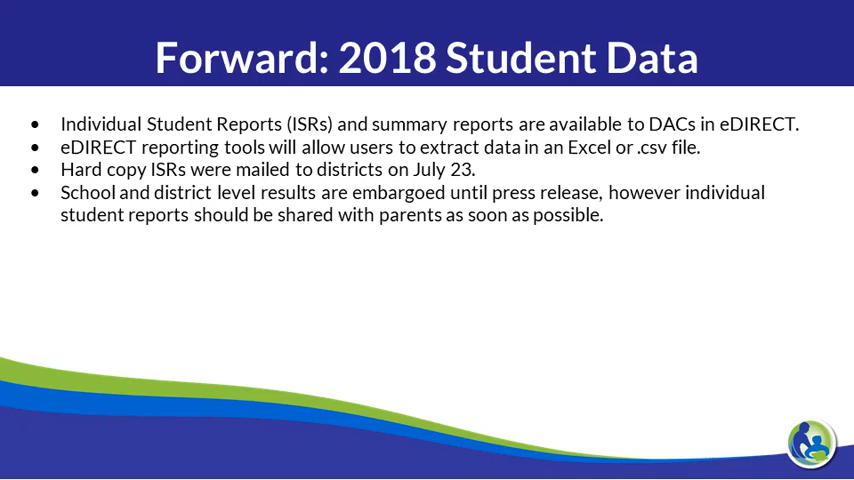 Forward: 2018 Student Data
• Individual Student Reports (ISRs) and summary reports are available to DACs in eDIRECT.
• eDIRECT reporting tools will allow users to extract data in an Excel or .csv file.
• Hard copy ISRs were mailed to districts on July 23.
• School and district level results are embargoed until press release, however individual
student reports should be shared with parents as soon as possible.